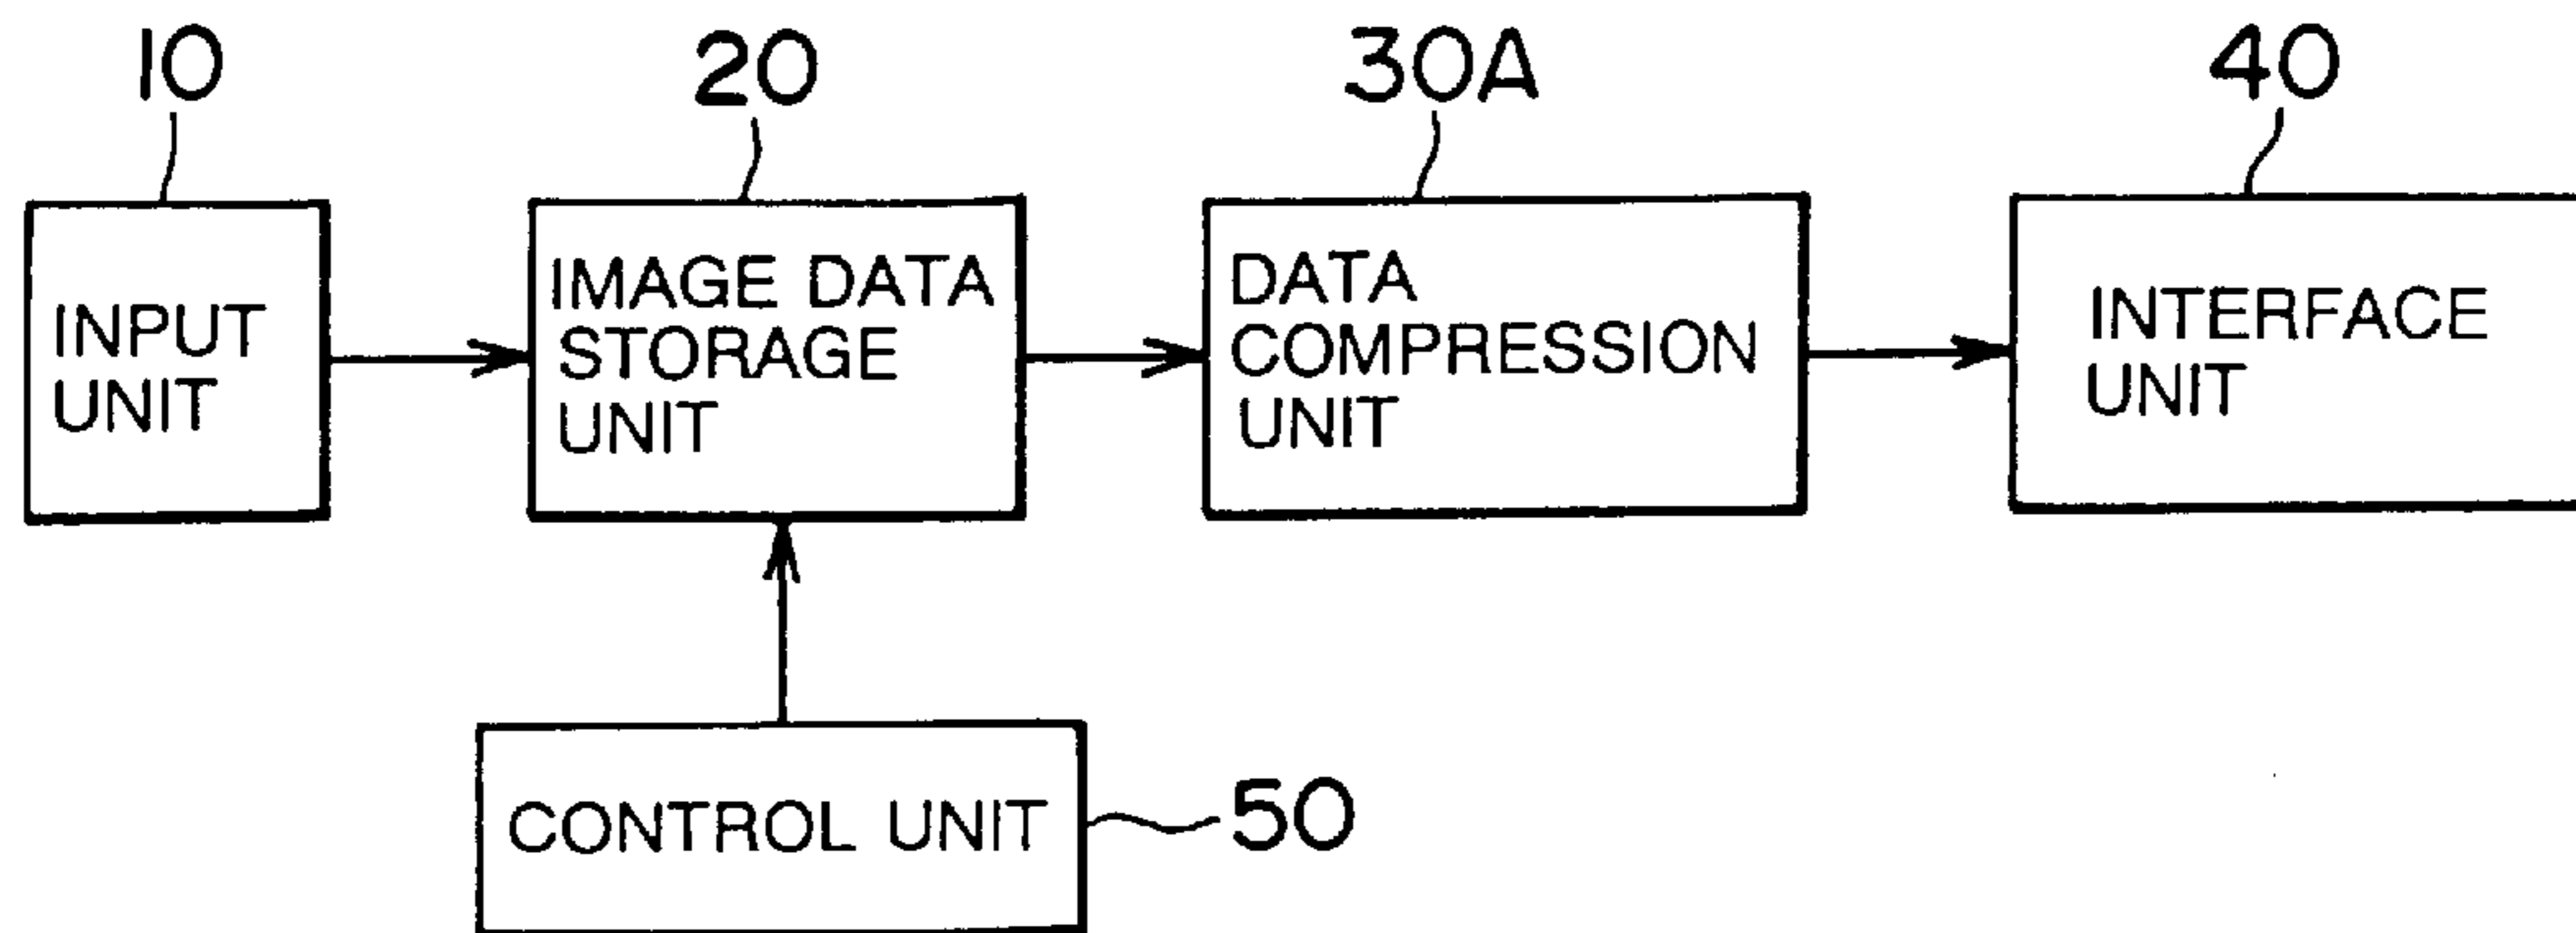 10
20
30A
40
INPUT
UNIT
IMAGE DATA
STORAGE
UNIT
DATA
COMPRESSION
UNIT
INTERFACE
UNIT
CONTROL UNIT
50